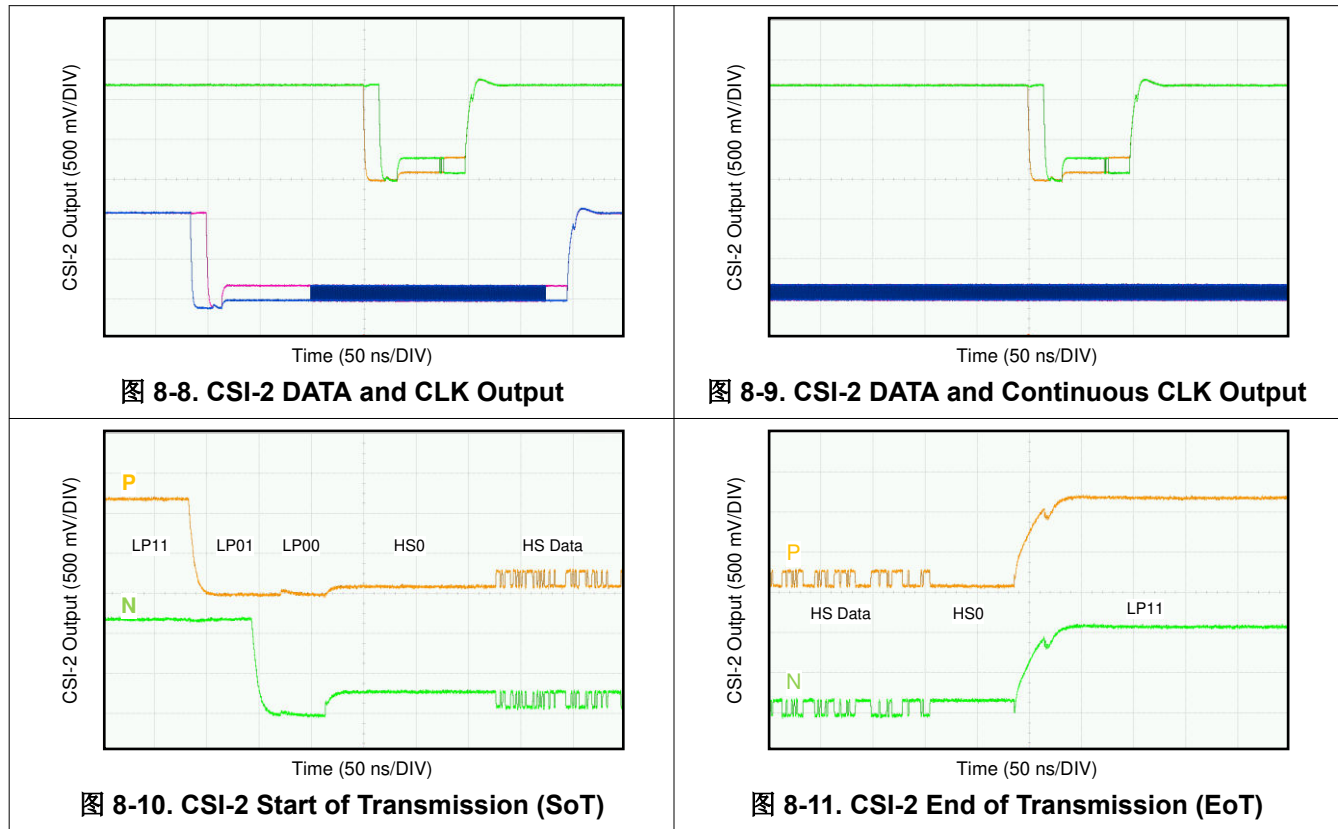 CSI-2 Output (500 mV/DIV)
Time (50 ns/DIV)
图 8-8. CSI-2 DATA and CLK Output
CSI-2 Output (500 mV/DIV)
Time (50 ns/DIV)
图 8-9. CSI-2 DATA and Continuous CLK Output
CSI-2 Output (500 mV/DIV)
P
LP11 LP01 LP00 HS0 HS Data
N
Time (50 ns/DIV)
图 8-10. CSI-2 Start of Transmission (SoT)
CSI-2 Output (500 mV/DIV)
P
HS Data HS0 LP11
N
Time (50 ns/DIV)
图 8-11. CSI-2 End of Transmission (EoT)